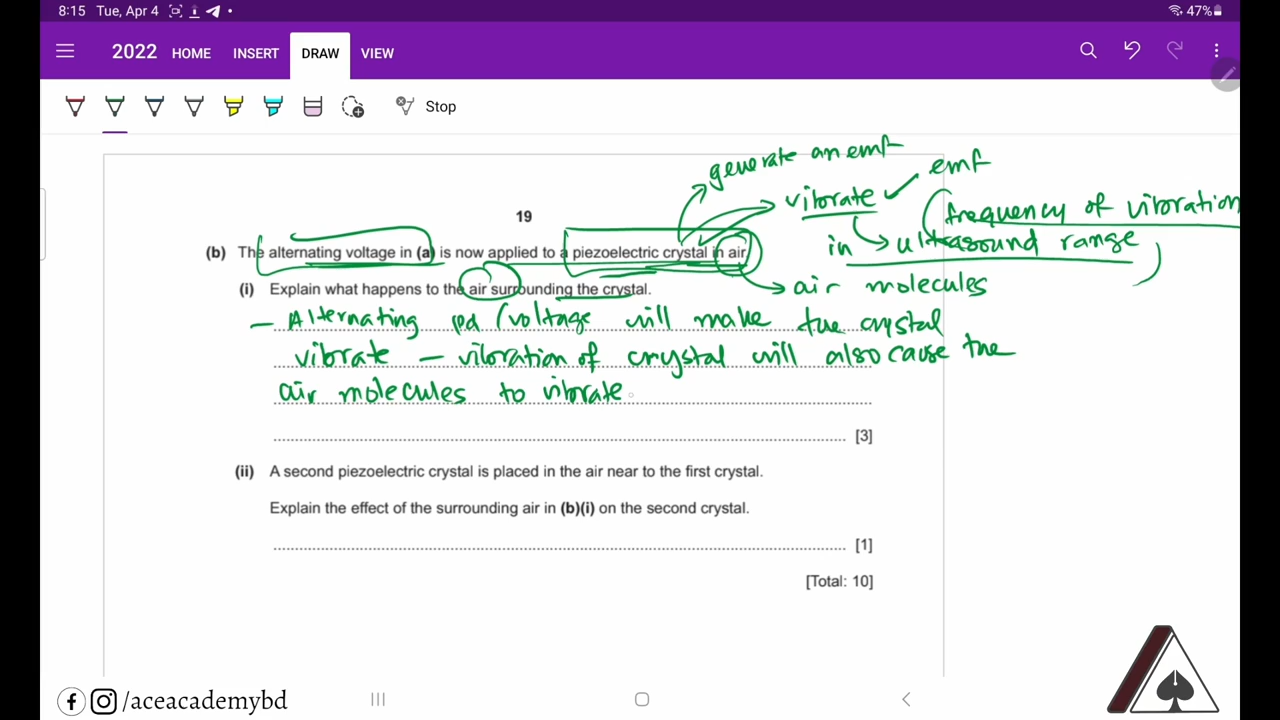 8:15 Tue, Apr 4
47%
2022 HOME INSERT DRAW VIEW
Stop
generate an emf
emf
vibrate
(frequency of vibration
in ultrasound range)
19
(b) The alternating voltage in (a) is now applied to a piezoelectric crystal in air.
air molecules
(i) Explain what happens to the air surrounding the crystal.
– Alternating pd / voltage will make the crystal
vibrate – vibration of crystal will also cause the
air molecules to vibrate
[3]
(ii) A second piezoelectric crystal is placed in the air near to the first crystal.
Explain the effect of the surrounding air in (b)(i) on the second crystal.
[1]
[Total: 10]
/aceacademybd